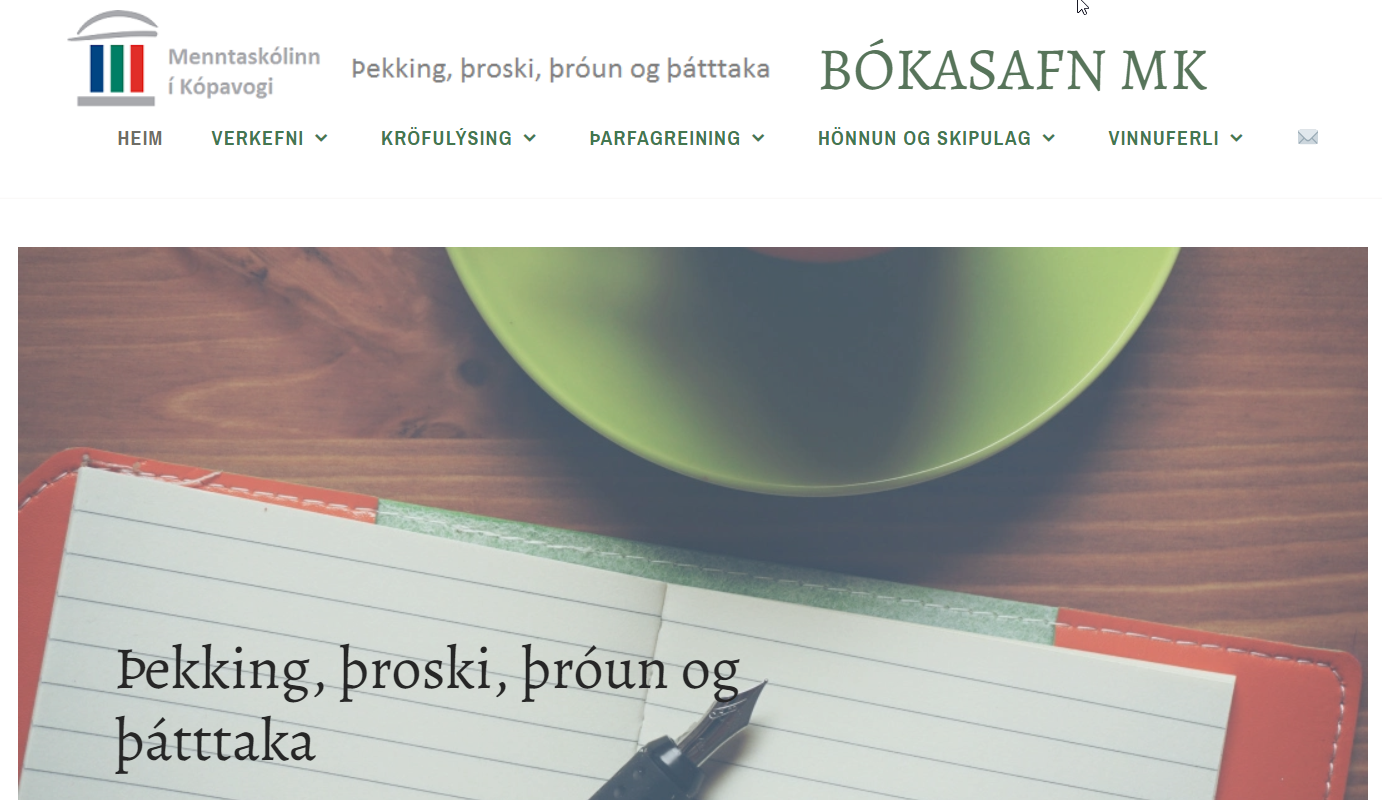 Menntaskólinn
í Kópavogi
Þekking, þroski, þróun og þátttaka
BÓKASAFN MK
HEIM VERKEFNI KRÖFULÝSING ÞARFAGREINING HÖNNUN OG SKIPULAG VINNUFERLI
Þekking, þroski, þróun og
þátttaka